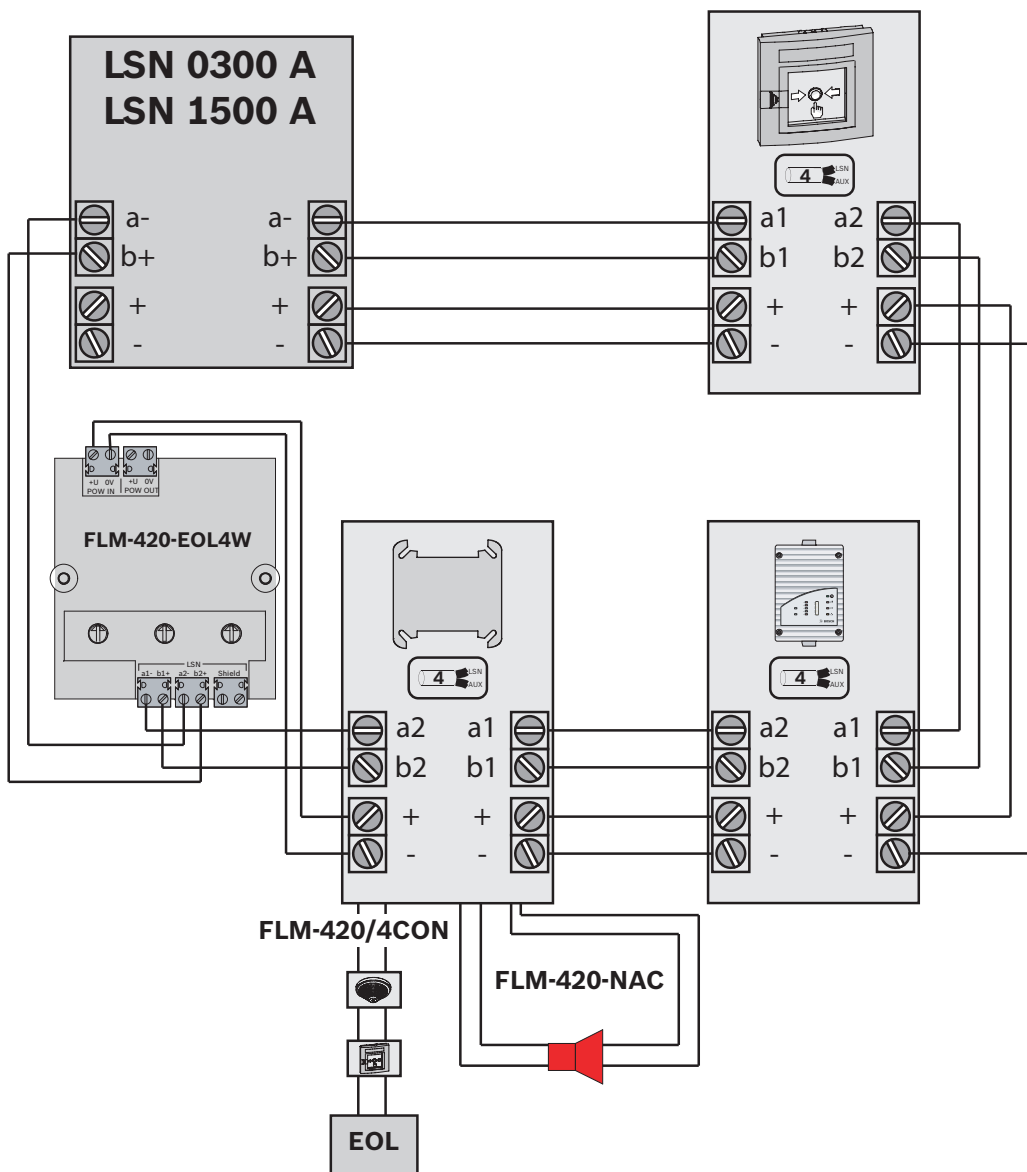 LSN 0300 A
LSN 1500 A
a- a-
b+ b+
+ +
- -
4 LSN
AUX
a1 a2
b1 b2
+ +
- -
+U 0V +U 0V
POW IN POW OUT
FLM-420-EOL4W
LSN
a1- b1+ a2- b2+ Shield
4 LSN
AUX
a2 a1
b2 b1
+ +
- -
4 LSN
AUX
a2 a1
b2 b1
+ +
- -
FLM-420/4CON
FLM-420-NAC
EOL